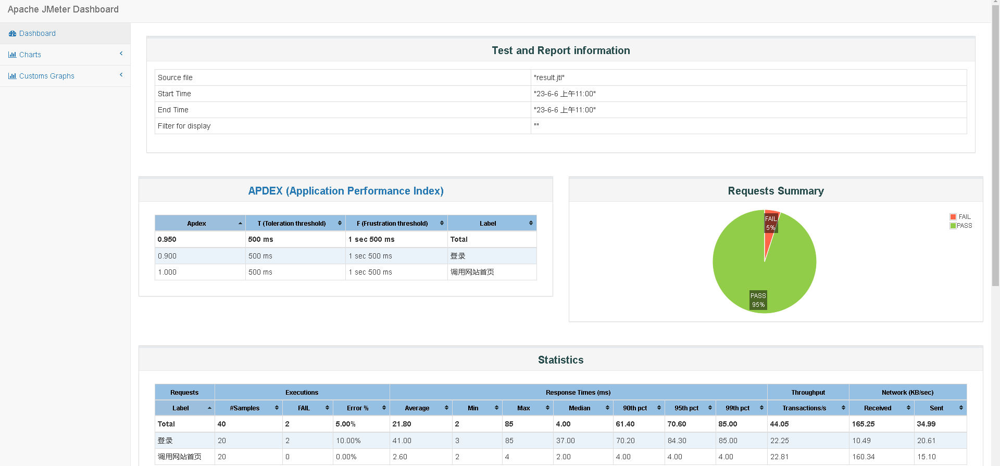 Apache JMeter Dashboard
Dashboard
Charts
Customs Graphs
Test and Report information
Source file "result.jtl"
Start Time "23-6-6 上午11:00"
End Time "23-6-6 上午11:00"
Filter for display ""
APDEX (Application Performance Index)
Apdex T (Toleration threshold) F (Frustration threshold) Label
0.950 500 ms 1 sec 500 ms Total
0.900 500 ms 1 sec 500 ms 登录
1.000 500 ms 1 sec 500 ms 调用网站首页
Requests Summary
FAIL
5%
PASS
95%
FAIL
PASS
Statistics
Requests Executions Response Times (ms) Throughput Network (KB/sec)
Label #Samples FAIL Error % Average Min Max Median 90th pct 95th pct 99th pct Transactions/s Received Sent
Total 40 2 5.00% 21.80 2 85 4.00 61.40 70.60 85.00 44.05 165.25 34.99
登录 20 2 10.00% 41.00 3 85 37.00 70.20 84.30 85.00 22.25 10.49 20.61
调用网站首页 20 0 0.00% 2.60 2 4 2.00 4.00 4.00 4.00 22.81 160.34 15.10